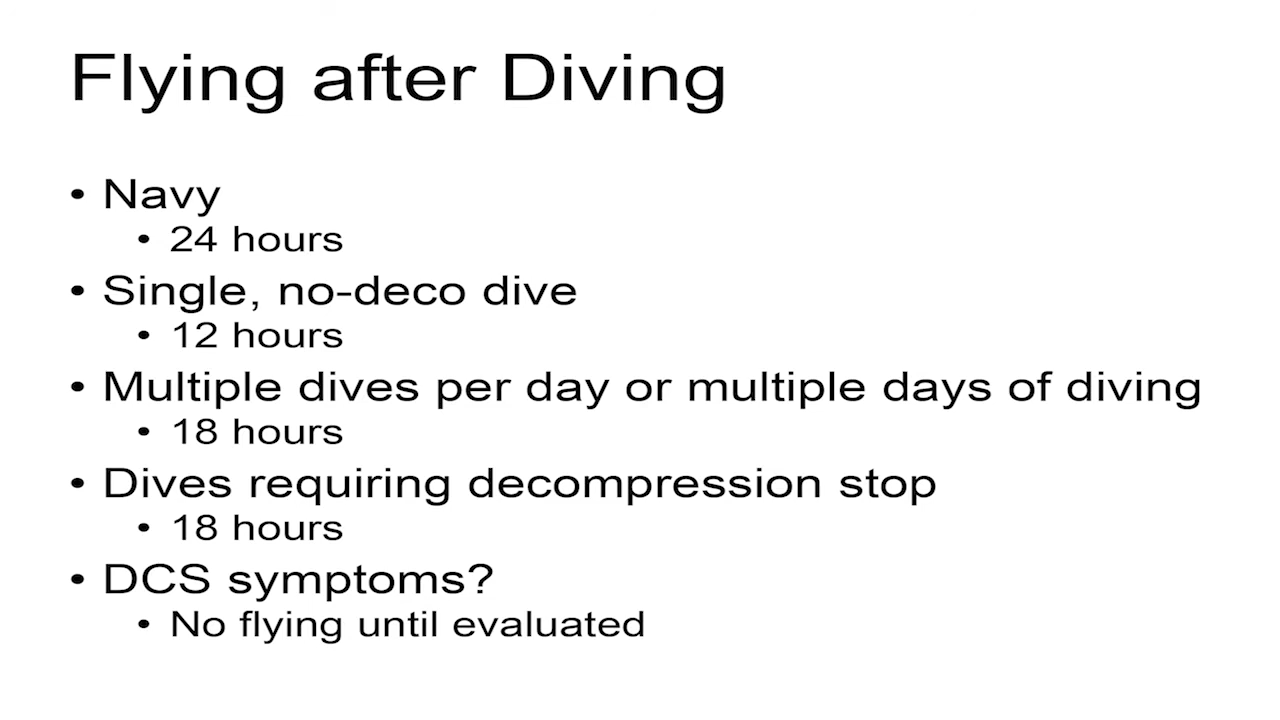 Flying after Diving
• Navy
• 24 hours
• Single, no-deco dive
• 12 hours
• Multiple dives per day or multiple days of diving
• 18 hours
• Dives requiring decompression stop
• 18 hours
• DCS symptoms?
• No flying until evaluated